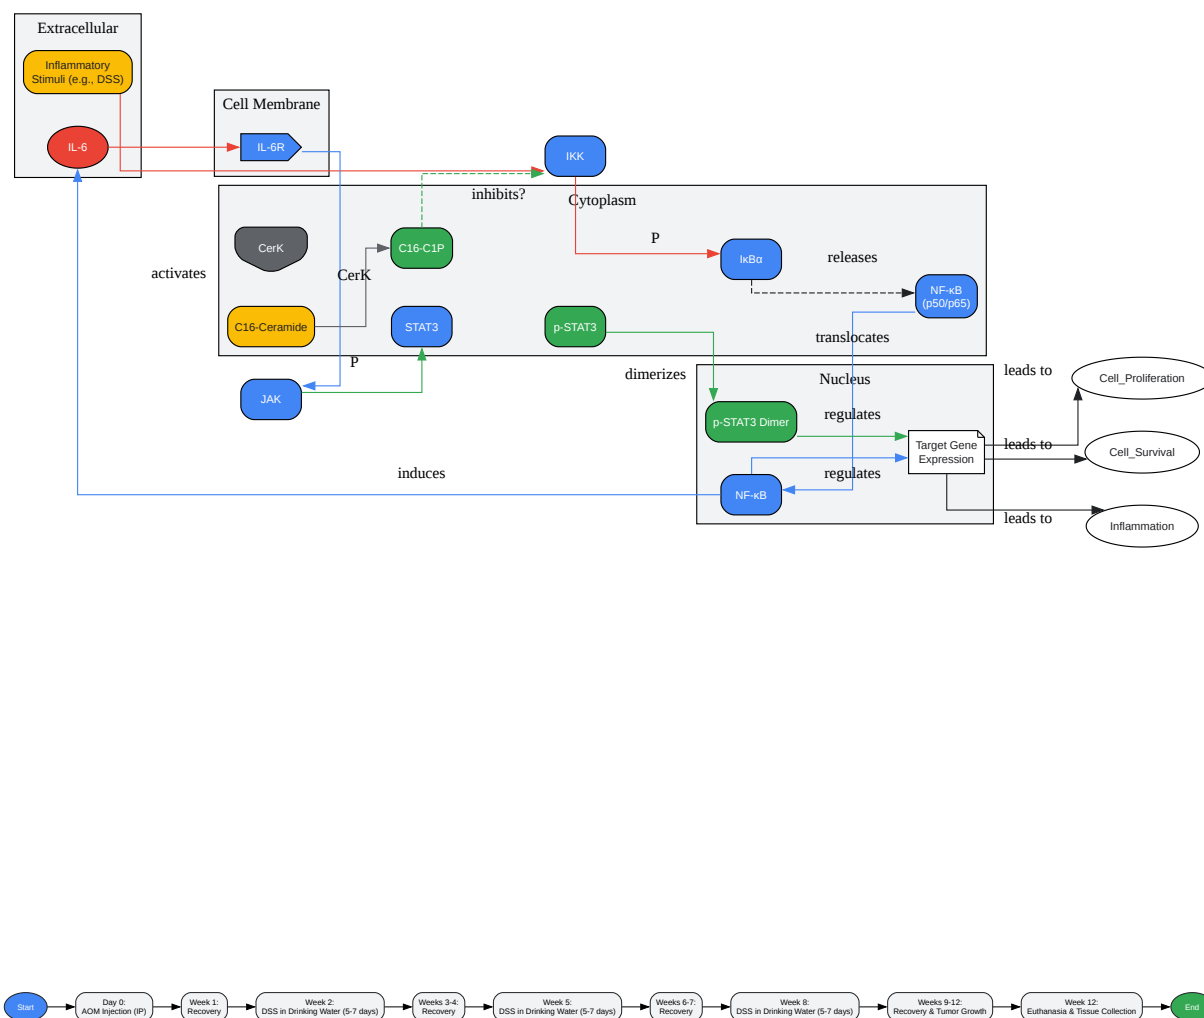 Extracellular
Inflammatory
Stimuli (e.g., DSS)
IL-6
Cell Membrane
IL-6R
IKK
inhibits?
Cytoplasm
CerK
C16-C1P
P
IκBα
releases
activates
CerK
NF-κB
(p50/p65)
C16-Ceramide
STAT3
p-STAT3
translocates
P
dimerizes
Nucleus
leads to
Cell_Proliferation
JAK
p-STAT3 Dimer
regulates
Target Gene
Expression
leads to
Cell_Survival
induces
regulates
NF-κB
leads to
Inflammation
Start
Day 0:
AOM Injection (IP)
Week 1:
Recovery
Week 2:
DSS in Drinking Water (5-7 days)
Weeks 3-4:
Recovery
Week 5:
DSS in Drinking Water (5-7 days)
Weeks 6-7:
Recovery
Week 8:
DSS in Drinking Water (5-7 days)
Weeks 9-12:
Recovery & Tumor Growth
Week 12:
Euthanasia & Tissue Collection
End